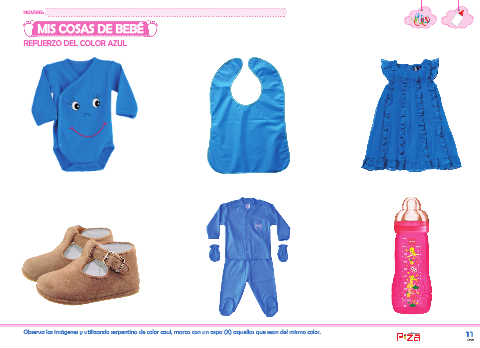 NOMBRE:
MIS COSAS DE BEBÉ
REFUERZO DEL COLOR AZUL
Observa las imágenes y utilizando serpentina de color azul, marca con un aspa (X) aquellas que sean del mismo color.
PIZA
11